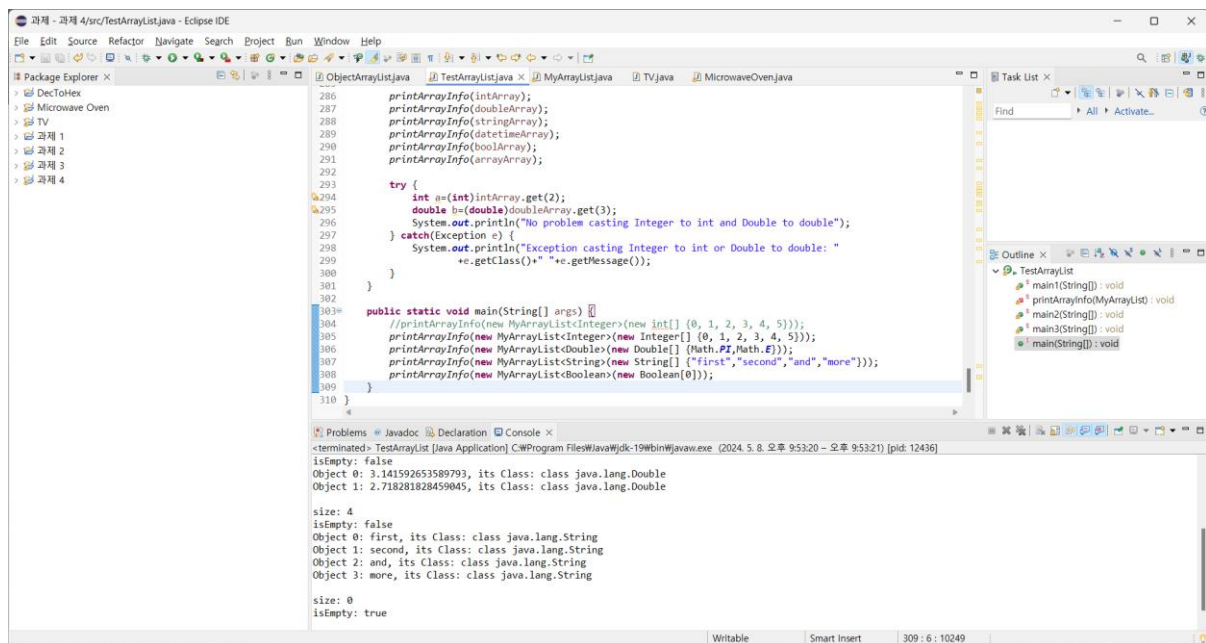 과제 - 과제 4/src/TestArrayList.java - Eclipse IDE
File Edit Source Refactor Navigate Search Project Run Window Help
Package Explorer
DecToHex
Microwave Oven
TV
과제 1
과제 2
과제 3
과제 4
ObjectArrayList.java TestArrayList.java MyArrayList.java TV.java MicrowaveOven.java
286 printArrayInfo(intArray);
287 printArrayInfo(doubleArray);
288 printArrayInfo(stringArray);
289 printArrayInfo(datetimeArray);
290 printArrayInfo(boolArray);
291 printArrayInfo(arrayArray);
292
293 try {
294 int a=(int)intArray.get(2);
295 double b=(double)doubleArray.get(3);
296 System.out.println("No problem casting Integer to int and Double to double");
297 } catch(Exception e) {
298 System.out.println("Exception casting Integer to int or Double to double: "
299 +e.getClass()+" "+e.getMessage());
300 }
301 }
302
303 public static void main(String[] args) {
304 //printArrayInfo(new MyArrayList<Integer>(new int[] {0, 1, 2, 3, 4, 5}));
305 printArrayInfo(new MyArrayList<Integer>(new Integer[] {0, 1, 2, 3, 4, 5}));
306 printArrayInfo(new MyArrayList<Double>(new Double[] {Math.PI,Math.E}));
307 printArrayInfo(new MyArrayList<String>(new String[] {"first","second","and","more"}));
308 printArrayInfo(new MyArrayList<Boolean>(new Boolean[0]));
309 }
310 }
Task List
Find All Activate...
Outline
TestArrayList
main1(String[]) : void
printArrayInfo(MyArrayList) : void
main2(String[]) : void
main3(String[]) : void
main(String[]) : void
Problems Javadoc Declaration Console
<terminated> TestArrayList [Java Application] C:₩Program Files₩Java₩jdk-19₩bin₩javaw.exe (2024. 5. 8. 오후 9:53:20 – 오후 9:53:21) [pid: 12436]
isEmpty: false
Object 0: 3.141592653589793, its Class: class java.lang.Double
Object 1: 2.718281828459045, its Class: class java.lang.Double
size: 4
isEmpty: false
Object 0: first, its Class: class java.lang.String
Object 1: second, its Class: class java.lang.String
Object 2: and, its Class: class java.lang.String
Object 3: more, its Class: class java.lang.String
size: 0
isEmpty: true
Writable Smart Insert 309 : 6 : 10249